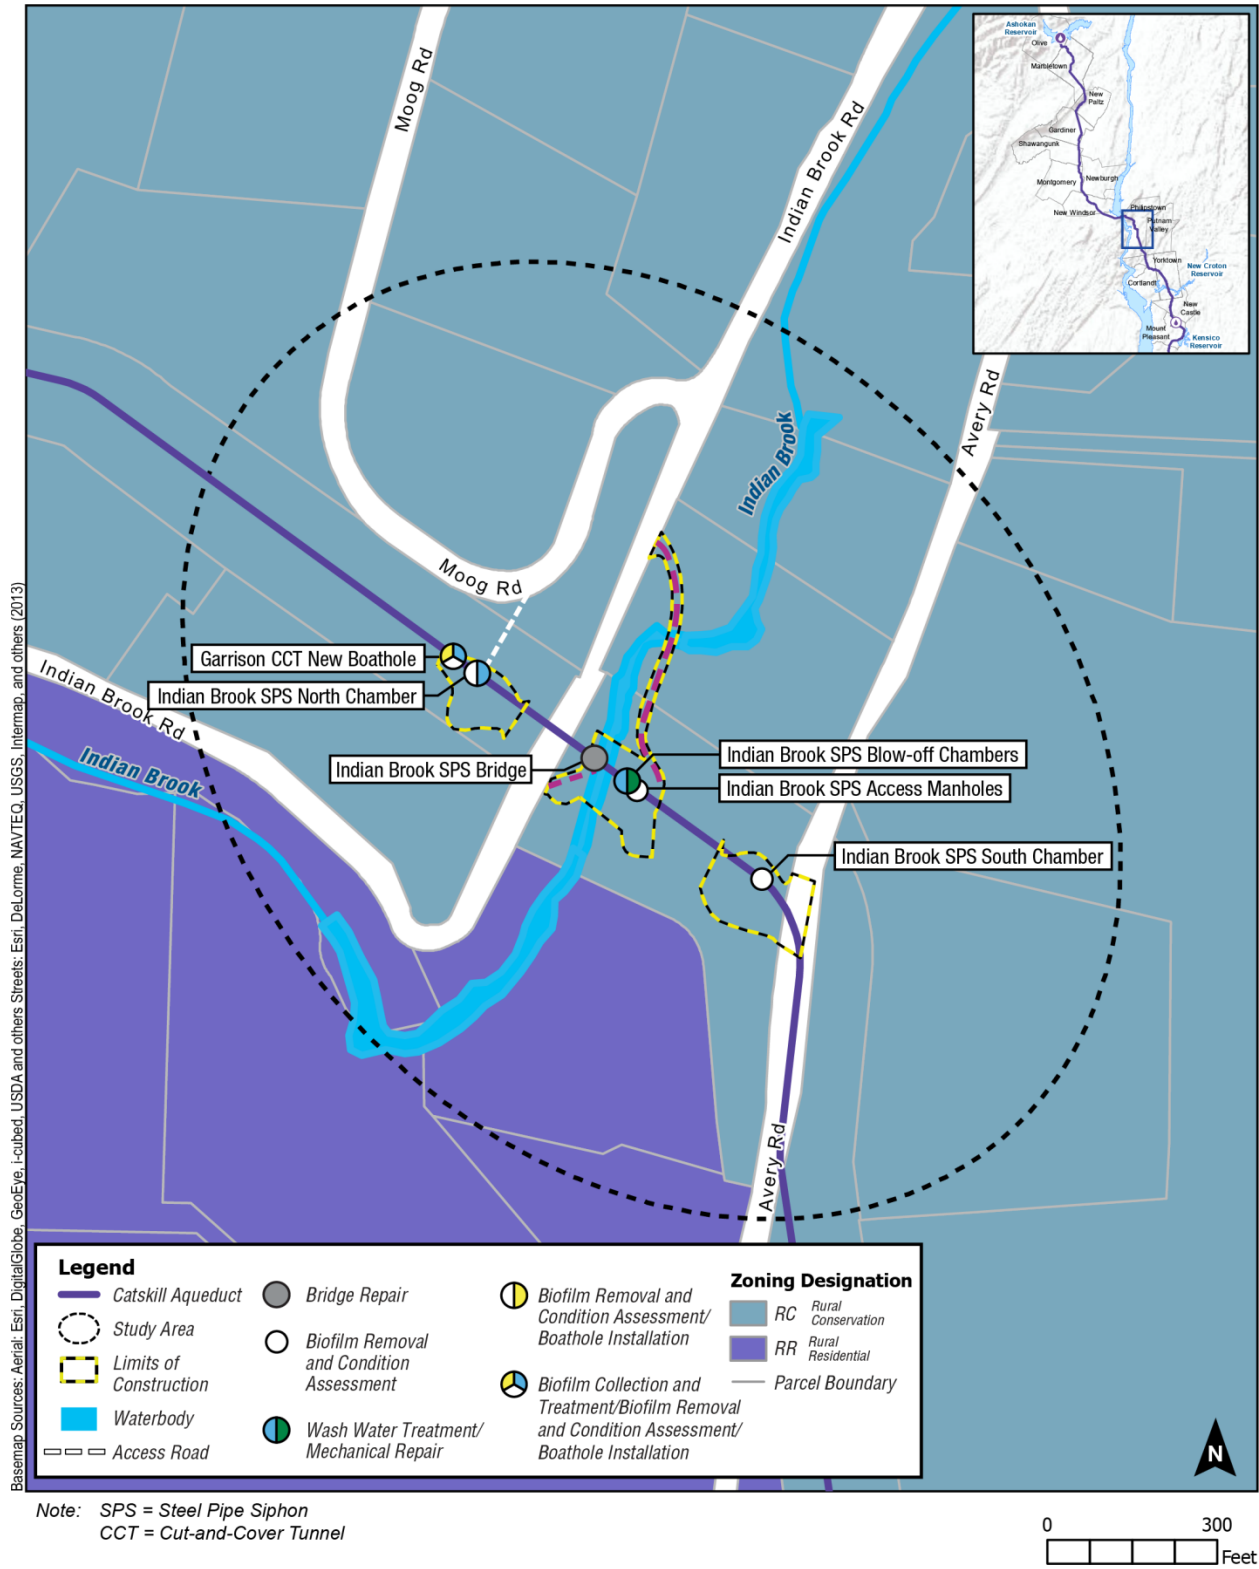 Ashokan
Reservoir
Olive
Marbletown
New
Paltz
Gardiner
Shawangunk
Montgomery
Newburgh
New Windsor
Philipstown
Putnam
Valley
Yorktown
New Croton
Reservoir
Cortlandt
New
Castle
Mount
Pleasant
Kensico
Reservoir
Moog Rd
Indian Brook Rd
Avery Rd
Indian Brook
Moog Rd
Garrison CCT New Boathole
Indian Brook SPS North Chamber
Indian Brook Rd
Indian Brook
Indian Brook SPS Bridge
Indian Brook SPS Blow-off Chambers
Indian Brook SPS Access Manholes
Indian Brook SPS South Chamber
Avery Rd
Basemap Sources: Aerial: Esri, DigitalGlobe, GeoEye, i-cubed, USDA and others Streets: Esri, DeLorme, NAVTEQ, USGS, Intermap, and others (2013)
Legend
Catskill Aqueduct
Study Area
Limits of
Construction
Waterbody
Access Road
Bridge Repair
Biofilm Removal
and Condition
Assessment
Wash Water Treatment/
Mechanical Repair
Biofilm Removal and
Condition Assessment/
Boathole Installation
Biofilm Collection and
Treatment/Biofilm Removal
and Condition Assessment/
Boathole Installation
Zoning Designation
RC Rural
Conservation
RR Rural
Residential
Parcel Boundary
N
Note: SPS = Steel Pipe Siphon
CCT = Cut-and-Cover Tunnel
0 300
Feet